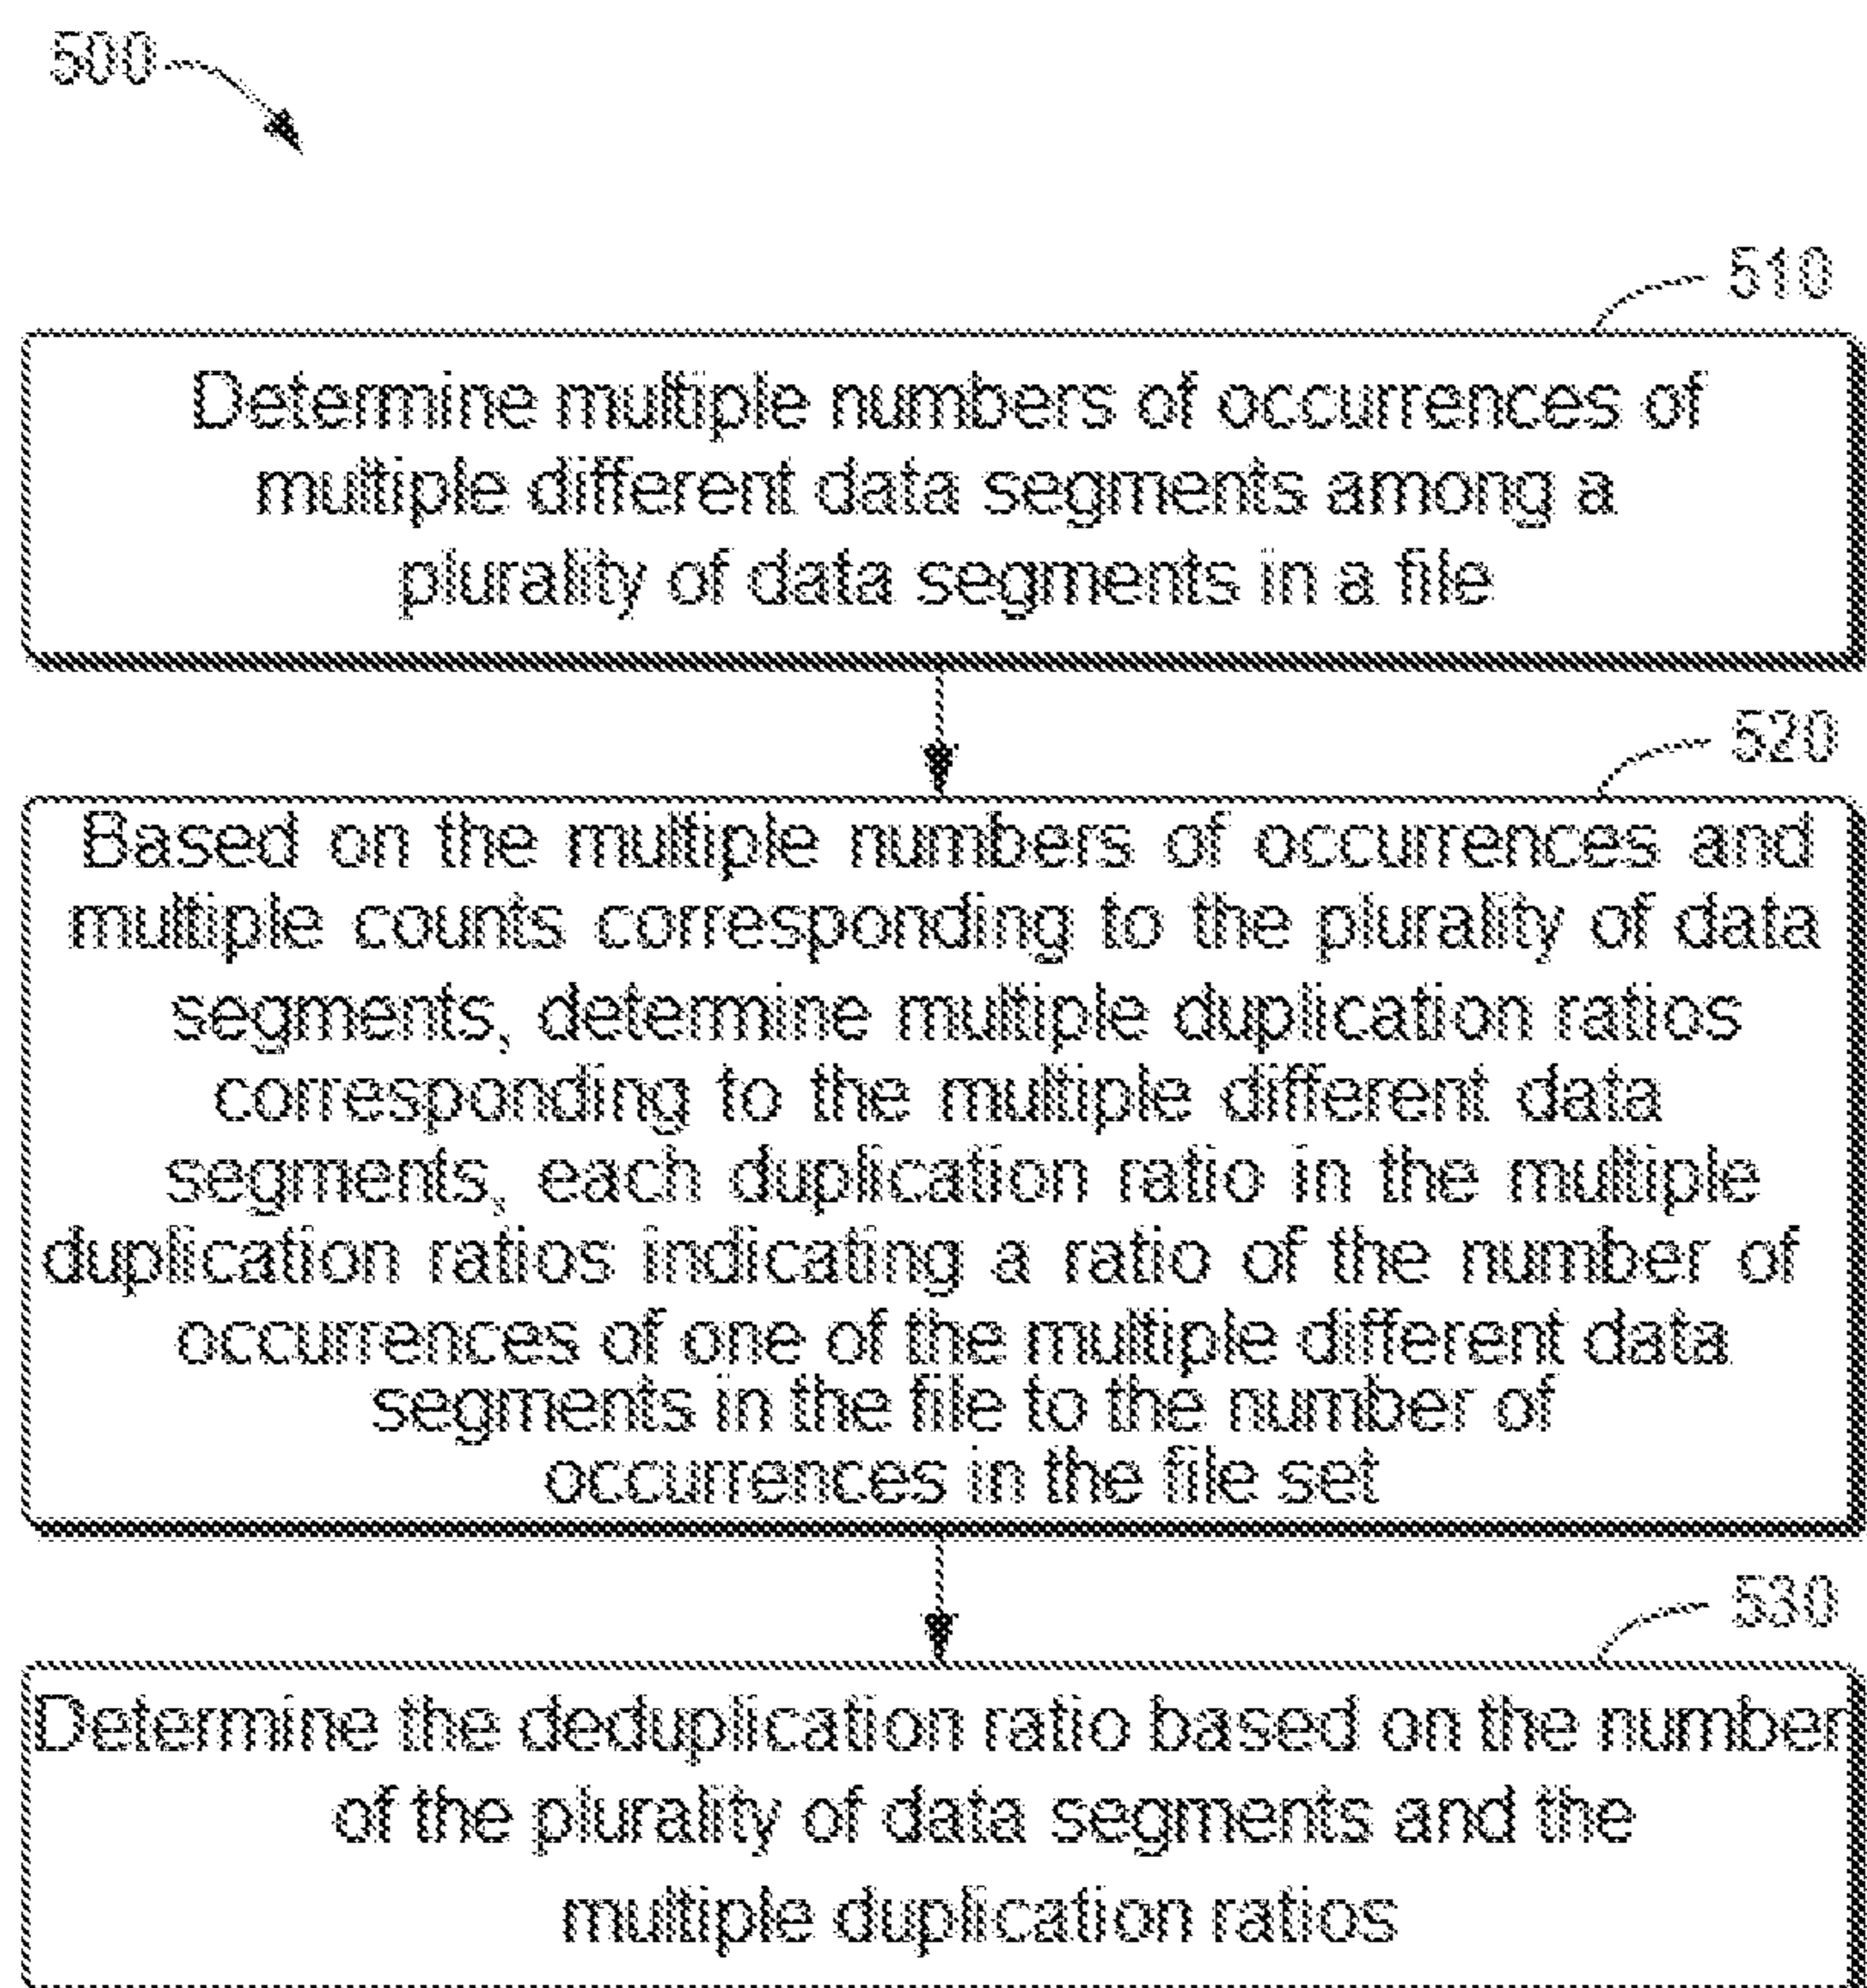 500
510
Determine multiple numbers of occurrences of
multiple different data segments among a
plurality of data segments in a file
520
Based on the multiple numbers of occurrences and
multiple counts corresponding to the plurality of data
segments, determine multiple duplication ratios
corresponding to the multiple different data
segments, each duplication ratio in the multiple
duplication ratios indicating a ratio of the number of
occurrences of one of the multiple different data
segments in the file to the number of
occurrences in the file set
530
Determine the deduplication ratio based on the number
of the plurality of data segments and the
multiple duplication ratios